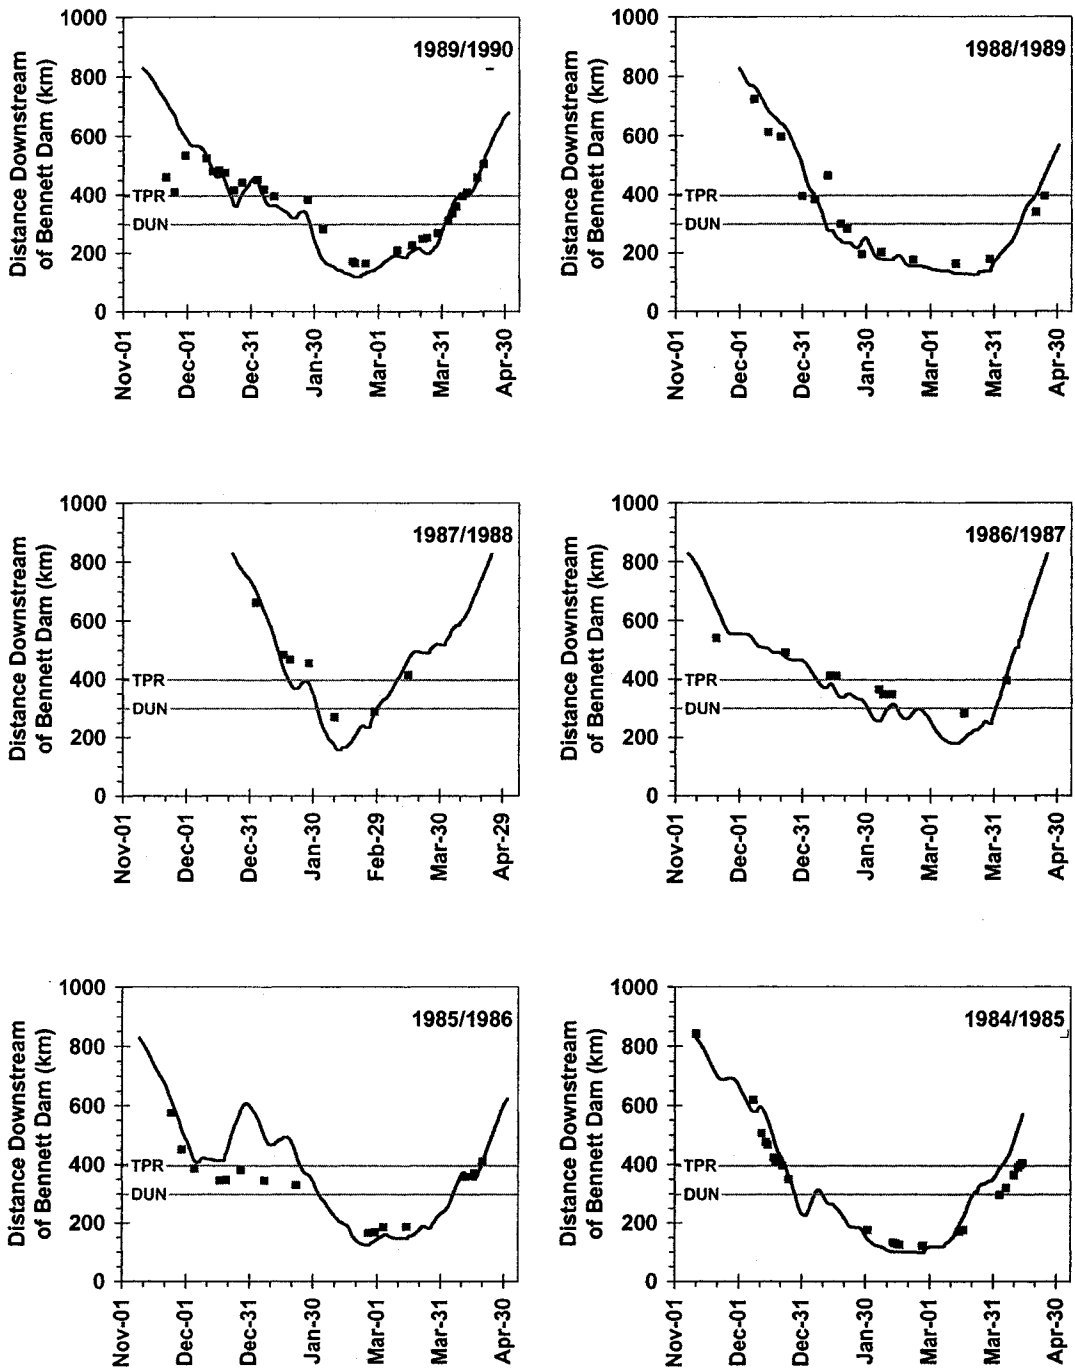 Distance Downstream
of Bennett Dam (km)
1000
800
600
400
200
0
1989/1990
TPR
DUN
Nov-01
Dec-01
Dec-31
Jan-30
Mar-01
Mar-31
Apr-30
Distance Downstream
of Bennett Dam (km)
1000
800
600
400
200
0
1988/1989
TPR
DUN
Nov-01
Dec-01
Dec-31
Jan-30
Mar-01
Mar-31
Apr-30
Distance Downstream
of Bennett Dam (km)
1000
800
600
400
200
0
1987/1988
TPR
DUN
Nov-01
Dec-01
Dec-31
Jan-30
Feb-29
Mar-30
Apr-29
Distance Downstream
of Bennett Dam (km)
1000
800
600
400
200
0
1986/1987
TPR
DUN
Nov-01
Dec-01
Dec-31
Jan-30
Mar-01
Mar-31
Apr-30
Distance Downstream
of Bennett Dam (km)
1000
800
600
400
200
0
1985/1986
TPR
DUN
Nov-01
Dec-01
Dec-31
Jan-30
Mar-01
Mar-31
Apr-30
Distance Downstream
of Bennett Dam (km)
1000
800
600
400
200
0
1984/1985
TPR
DUN
Nov-01
Dec-01
Dec-31
Jan-30
Mar-01
Mar-31
Apr-30